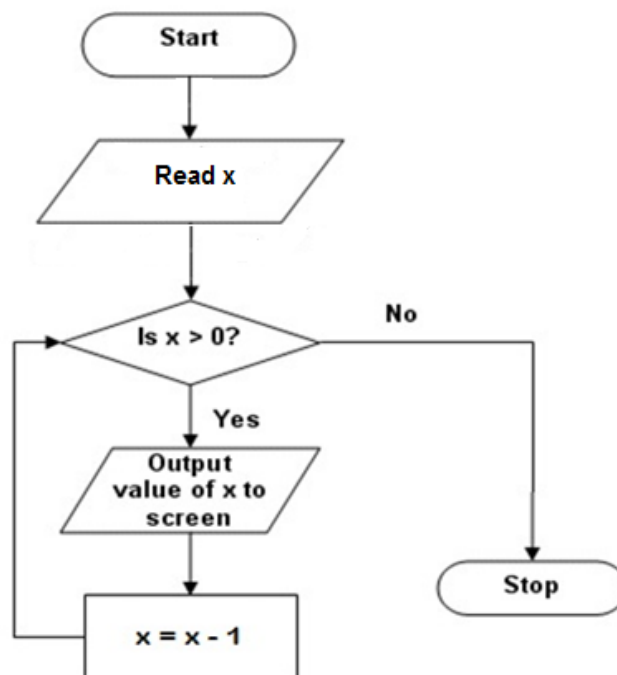 Start
Read x
Is x > 0?
No
Yes
Output
value of x to
screen
Stop
x = x - 1